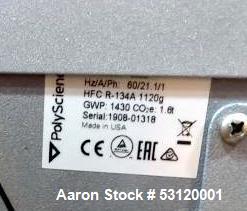 PolyScience
Hz/A/Ph: 60/21.1/1
HFC R-134A 1120g
GWP: 1430 CO₂e: 1.6t
Serial:1908-01318
Made in USA
CE
EAC
Aaron Stock # 53120001